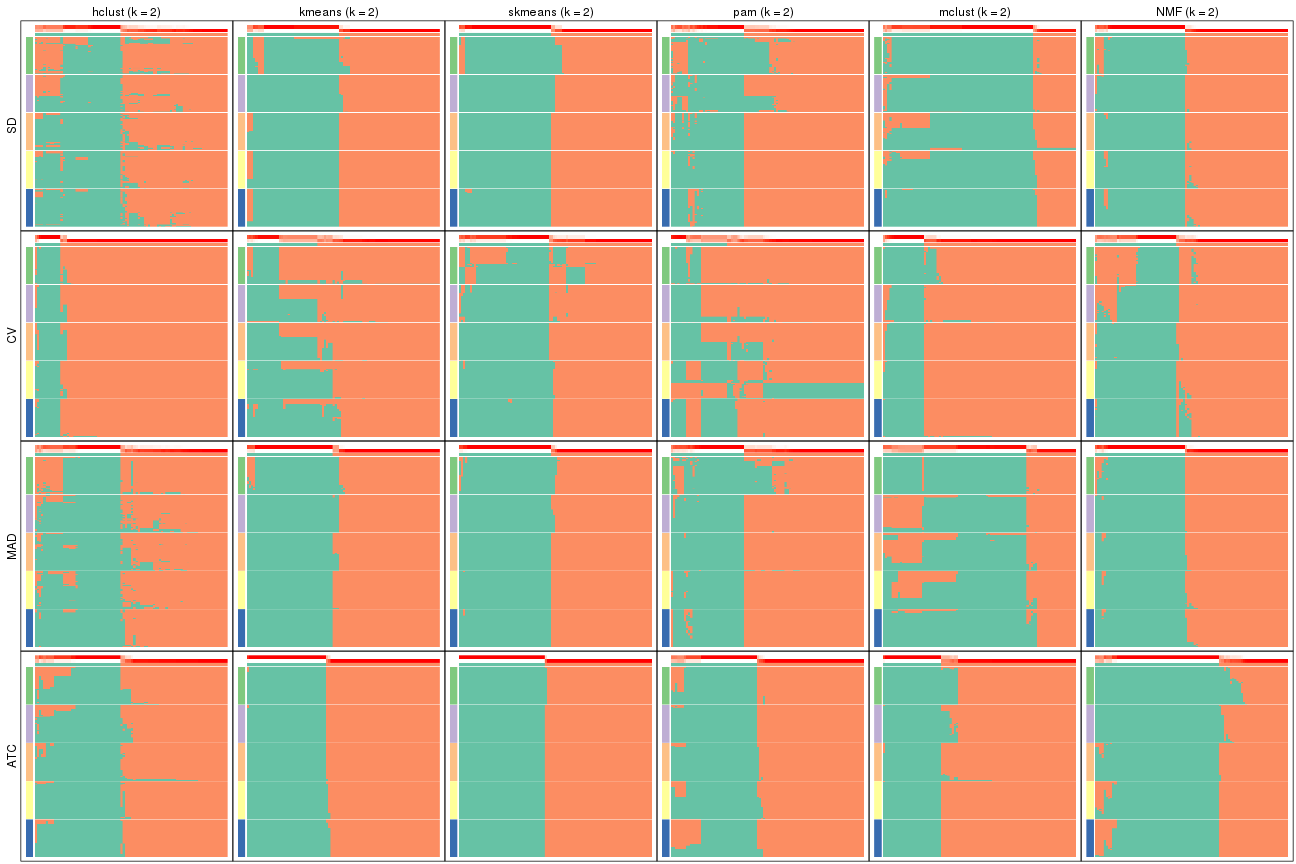 hclust (k = 2) kmeans (k = 2) skmeans (k = 2) pam (k = 2) mclust (k = 2) NMF (k = 2)
SD
CV
MAD
ATC